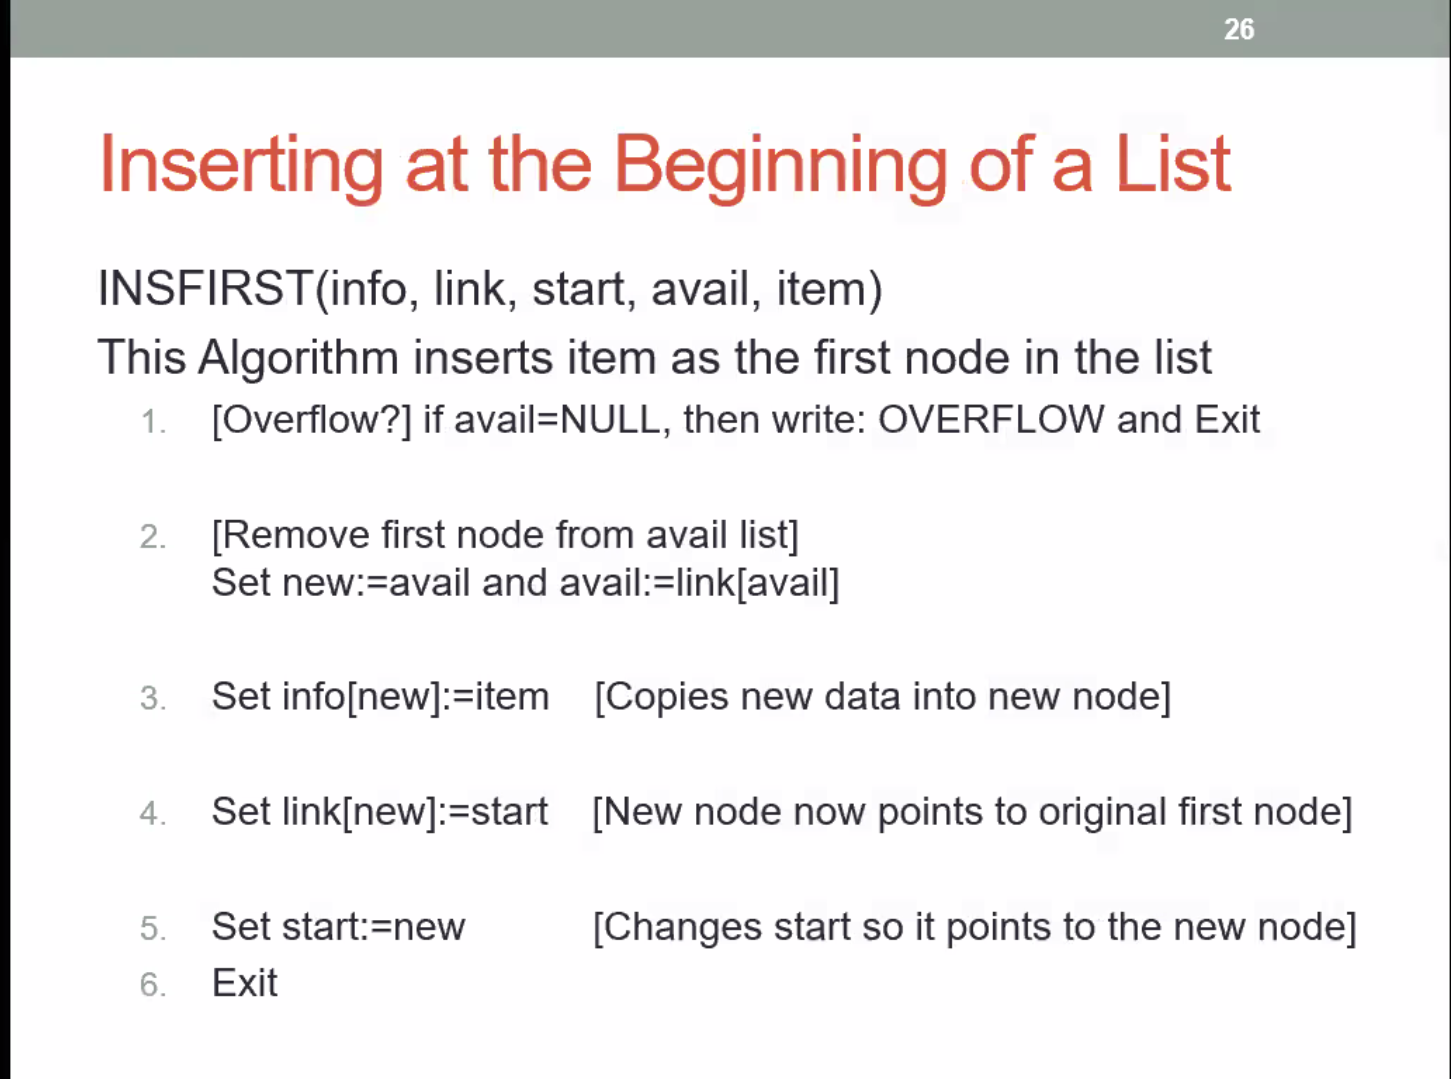 26
Inserting at the Beginning of a List
INSFIRST(info, link, start, avail, item)
This Algorithm inserts item as the first node in the list
1. [Overflow?] if avail=NULL, then write: OVERFLOW and Exit
2. [Remove first node from avail list]
Set new:=avail and avail:=link[avail]
3. Set info[new]:=item [Copies new data into new node]
4. Set link[new]:=start [New node now points to original first node]
5. Set start:=new [Changes start so it points to the new node]
6. Exit